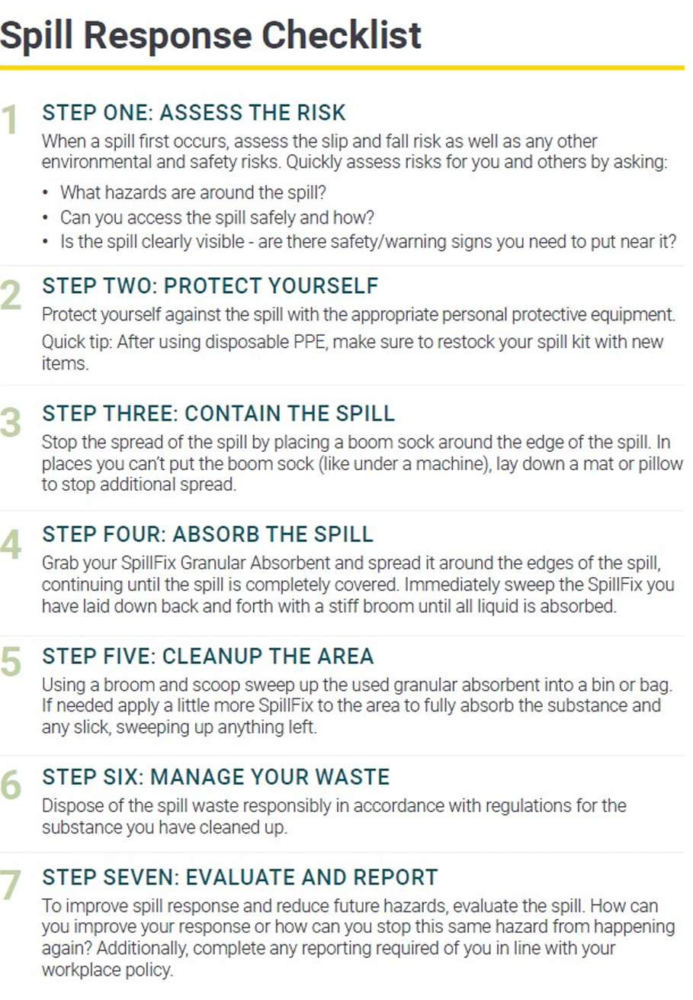 Spill Response Checklist
1
STEP ONE: ASSESS THE RISK
When a spill first occurs, assess the slip and fall risk as well as any other
environmental and safety risks. Quickly assess risks for you and others by asking:
• What hazards are around the spill?
• Can you access the spill safely and how?
• Is the spill clearly visible - are there safety/warning signs you need to put near it?
2
STEP TWO: PROTECT YOURSELF
Protect yourself against the spill with the appropriate personal protective equipment.
Quick tip: After using disposable PPE, make sure to restock your spill kit with new
items.
3
STEP THREE: CONTAIN THE SPILL
Stop the spread of the spill by placing a boom sock around the edge of the spill. In
places you can't put the boom sock (like under a machine), lay down a mat or pillow
to stop additional spread.
4
STEP FOUR: ABSORB THE SPILL
Grab your SpillFix Granular Absorbent and spread it around the edges of the spill,
continuing until the spill is completely covered. Immediately sweep the SpillFix you
have laid down back and forth with a stiff broom until all liquid is absorbed.
5
STEP FIVE: CLEANUP THE AREA
Using a broom and scoop sweep up the used granular absorbent into a bin or bag.
If needed apply a little more SpillFix to the area to fully absorb the substance and
any slick, sweeping up anything left.
6
STEP SIX: MANAGE YOUR WASTE
Dispose of the spill waste responsibly in accordance with regulations for the
substance you have cleaned up.
7
STEP SEVEN: EVALUATE AND REPORT
To improve spill response and reduce future hazards, evaluate the spill. How can
you improve your response or how can you stop this same hazard from happening
again? Additionally, complete any reporting required of you in line with your
workplace policy.